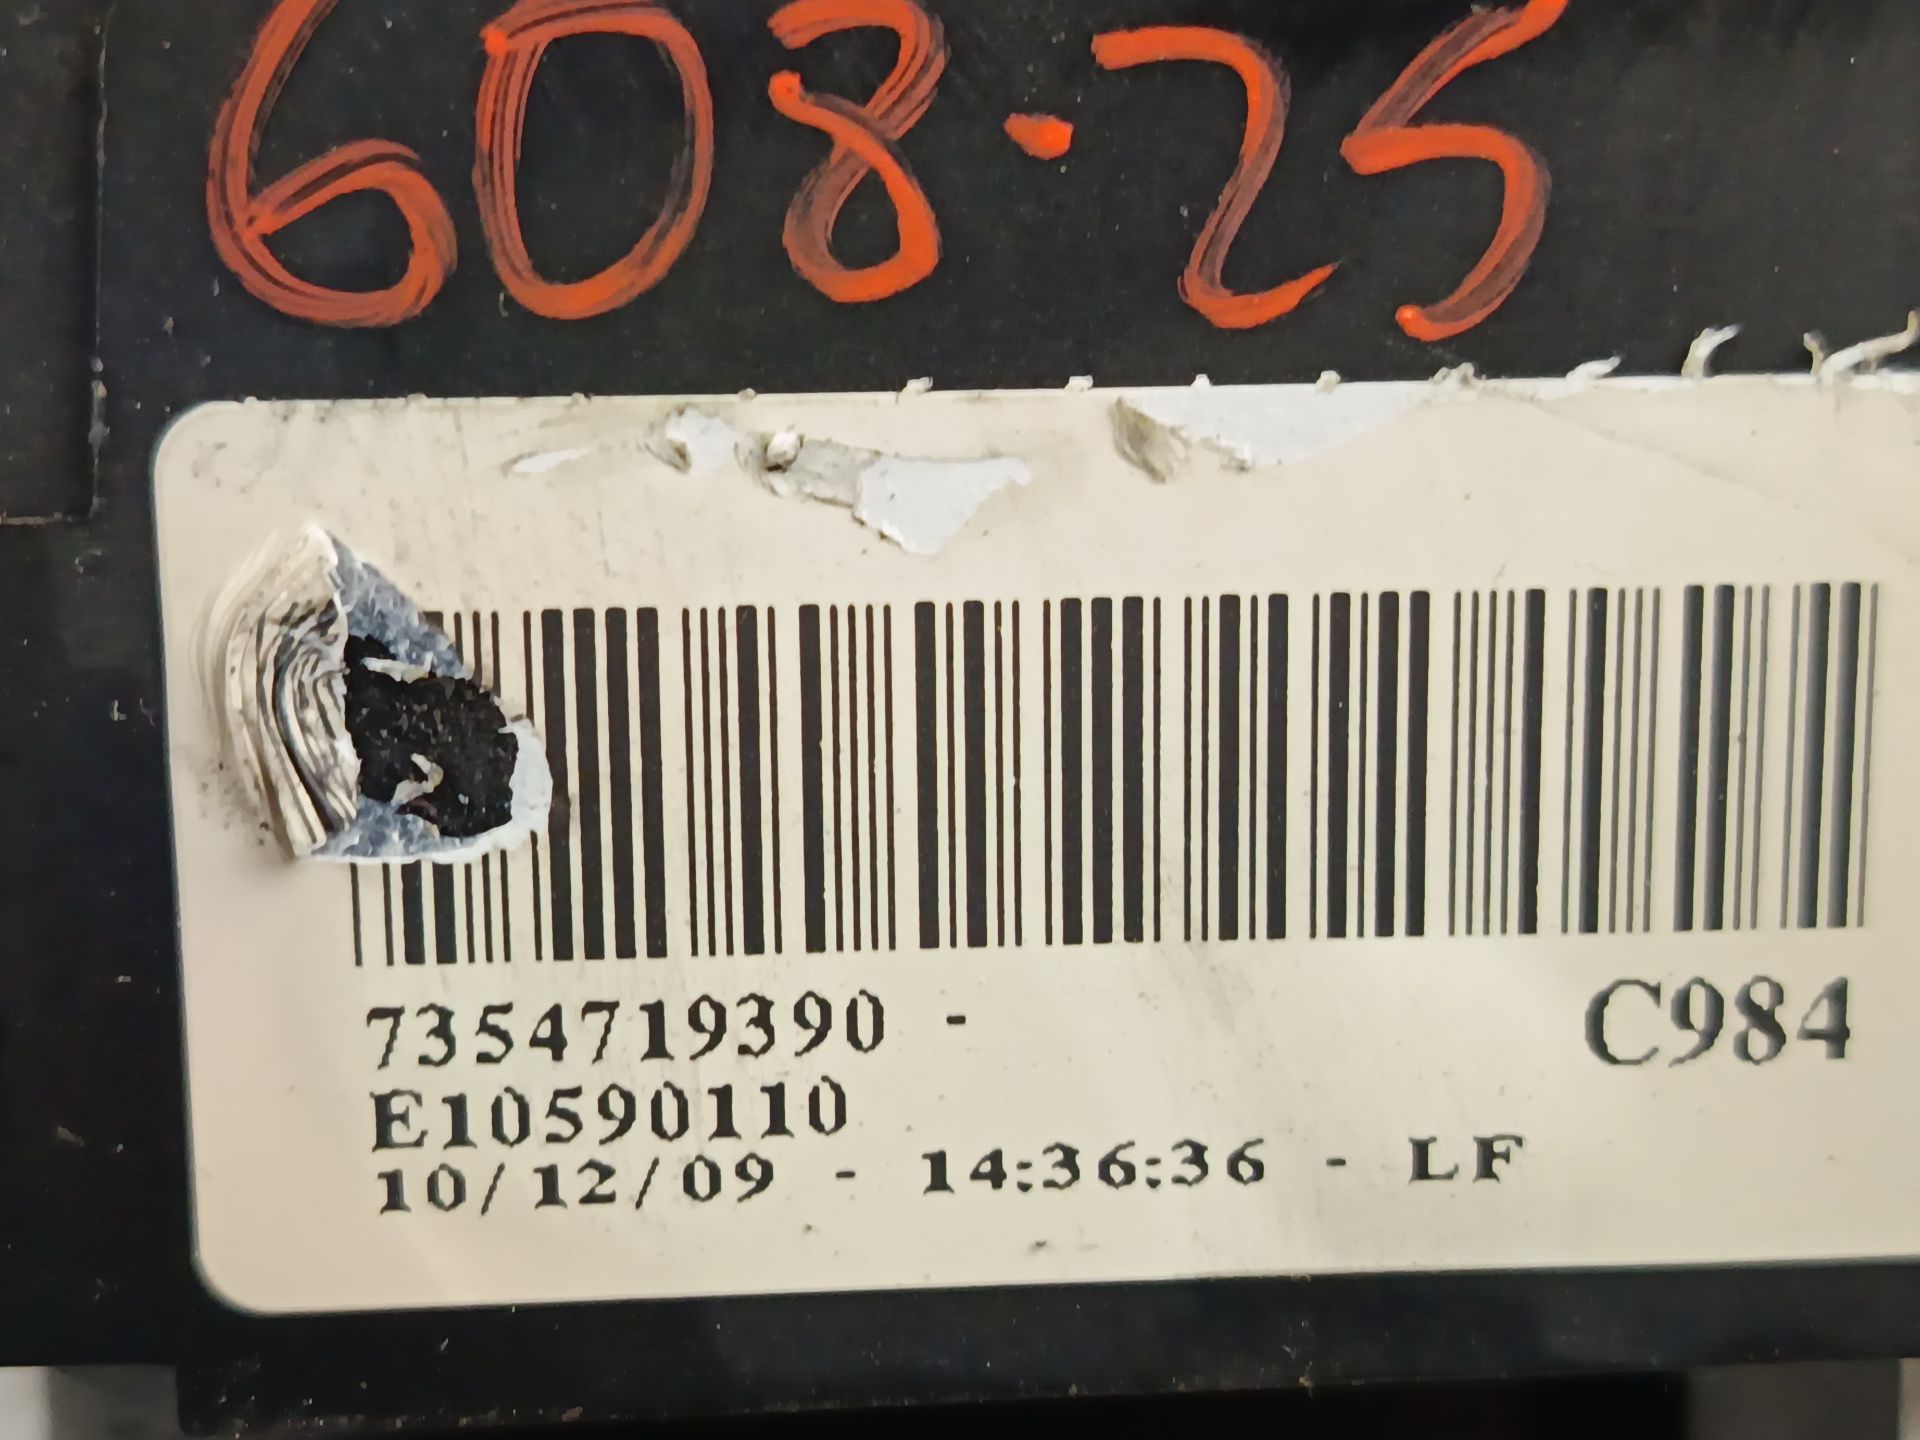 608-25
7354719390 -
C984
E10590110
10/12/09 - 14:36:36 - LF